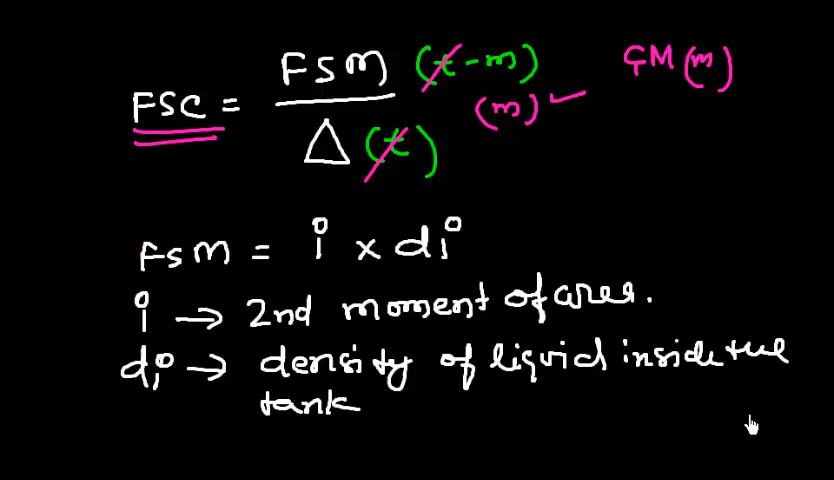 FSC = FSM (t-m) / Δ (t) (m) GM (m)
FSM = i x di
i → 2nd moment of area.
di → density of liquid inside the
tank